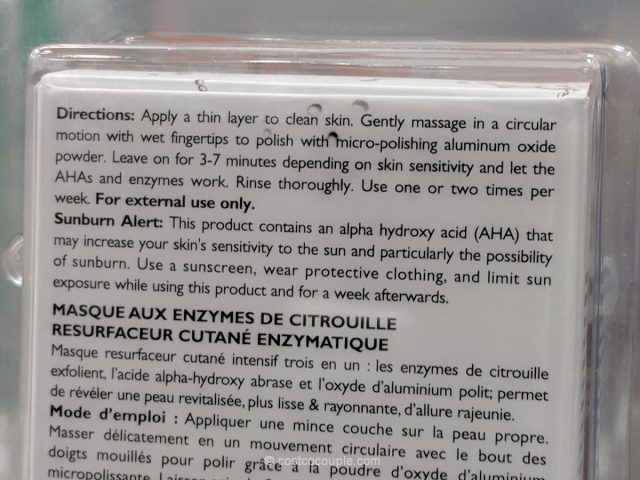 Directions: Apply a thin layer to clean skin. Gently massage in a circular
motion with wet fingertips to polish with micro-polishing aluminum oxide
powder. Leave on for 3-7 minutes depending on skin sensitivity and let the
AHAs and enzymes work. Rinse thoroughly. Use one or two times per
week. For external use only.
Sunburn Alert: This product contains an alpha hydroxy acid (AHA) that
may increase your skin's sensitivity to the sun and particularly the possibility
of sunburn. Use a sunscreen, wear protective clothing, and limit sun
exposure while using this product and for a week afterwards.
MASQUE AUX ENZYMES DE CITROUILLE
RESURFACEUR CUTANÉ ENZYMATIQUE
Masque resurfaceur cutané intensif trois en un : les enzymes de citrouille
exfolient, l'acide alpha-hydroxy abrase et l'oxyde d'aluminium polit; permet
de révéler une peau revitalisée, plus lisse & rayonnante, d'allure rajeunie.
Mode d'emploi : Appliquer une mince couche sur la peau propre.
Masser délicatement en un mouvement circulaire avec le bout des
doigts mouillés pour polir grâce à la poudre d'oxyde d'aluminium
micropolissante. Laisser
© costcocouple.com